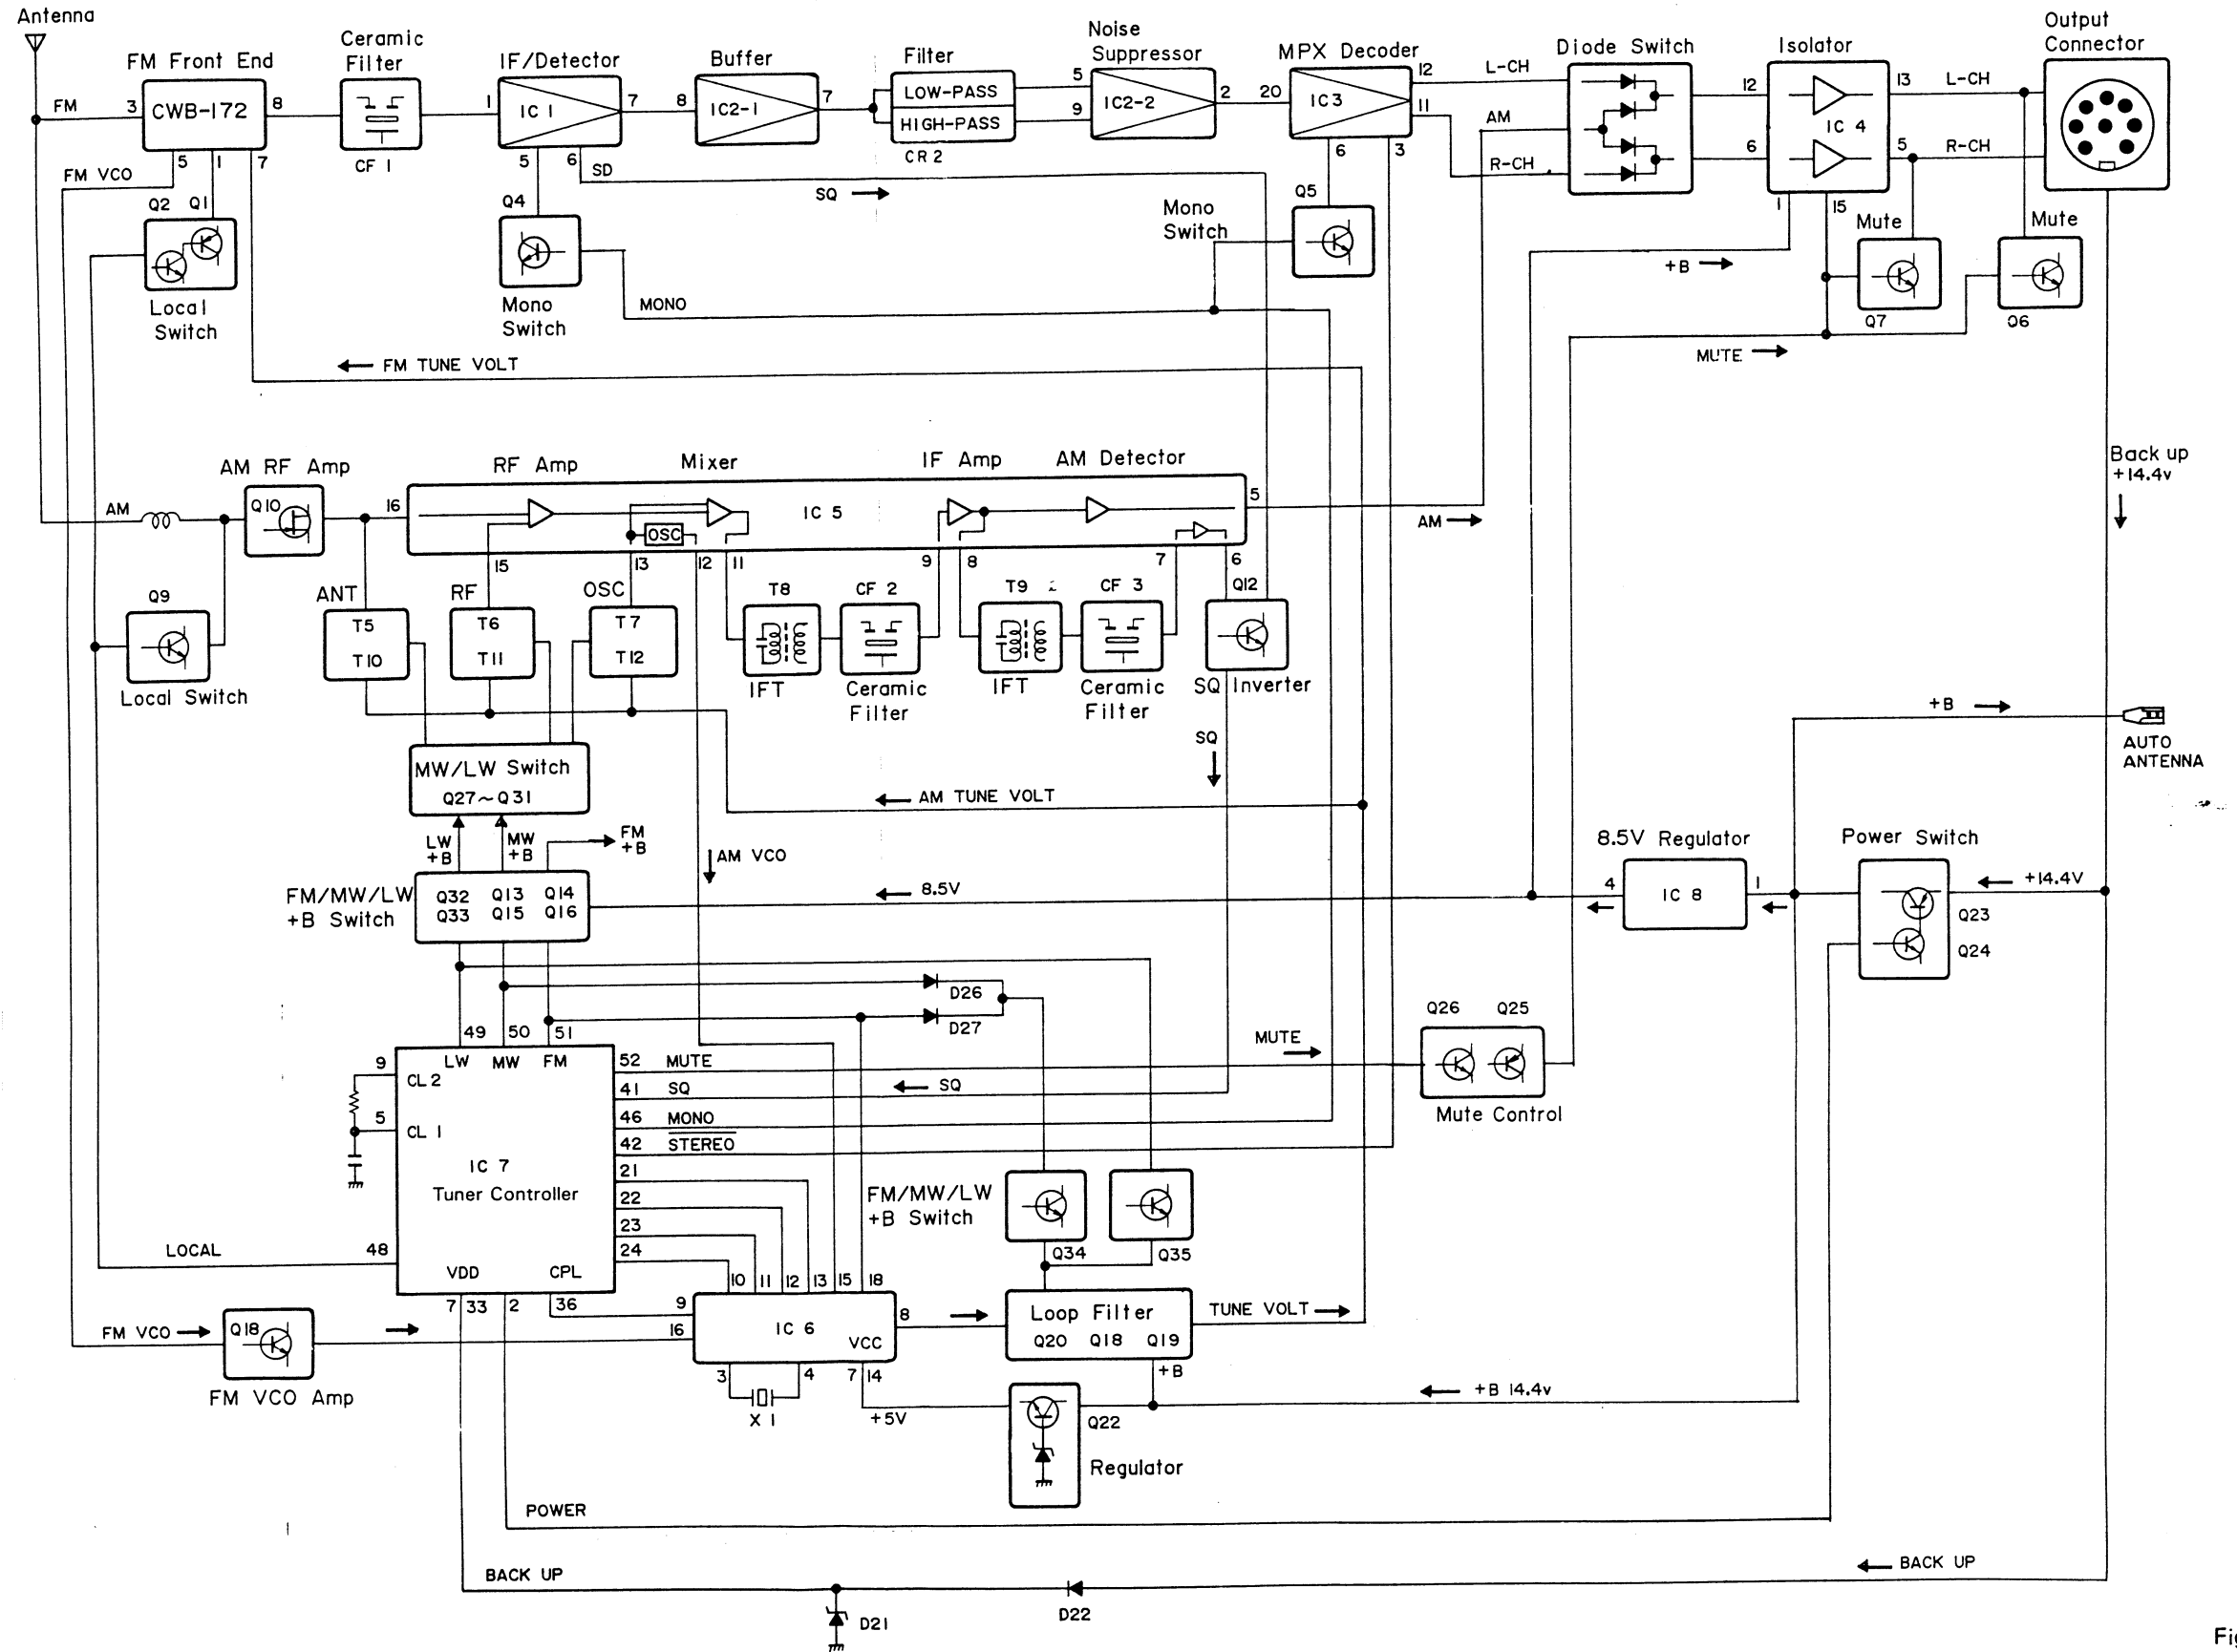 Antenna
FM
3
FM Front End
CWB-172
8
5
1
7
Ceramic
Filter
CF 1
1
IF/Detector
IC 1
7
5
6
SD
8
Buffer
IC2-1
7
Filter
LOW-PASS
HIGH-PASS
CR2
5
9
Noise
Suppressor
IC2-2
2
20
MPX Decoder
IC3
12
11
6
3
L-CH
AM
R-CH
Diode Switch
12
6
Isolator
IC 4
13
5
1
15
L-CH
R-CH
Output
Connector
FM VCO
Q2
Q1
Local
Switch
Q4
Mono
Switch
SQ
MONO
Mono
Switch
Q5
+B
Mute
Q7
Mute
Q6
MUTE
FM TUNE VOLT
Back up
+14.4v
AM
AM RF Amp
Q10
16
RF Amp
Mixer
IF Amp
AM Detector
OSC
IC 5
5
AM
15
13
12
11
9
8
7
6
Q9
Local Switch
ANT
T5
T10
RF
T6
T11
OSC
T7
T12
T8
IFT
CF 2
Ceramic
Filter
T9
IFT
CF 3
Ceramic
Filter
Q12
SQ Inverter
SQ
MW/LW Switch
Q27~Q31
AM TUNE VOLT
+B
AUTO
ANTENNA
LW
+B
MW
+B
FM
+B
AM VCO
FM/MW/LW
+B Switch
Q32
Q13
Q14
Q33
Q15
Q16
8.5V
8.5V Regulator
4
IC 8
1
Power Switch
+14.4V
Q23
Q24
D26
D27
49
50
51
LW
MW
FM
9
CL2
5
CL 1
IC 7
Tuner Controller
48
LOCAL
VDD
CPL
7
33
2
36
52
MUTE
41
SQ
46
MONO
42
STEREO
21
22
23
24
MUTE
SQ
Q26
Q25
Mute Control
FM/MW/LW
+B Switch
Q34
Q35
10
11
12
13
15
18
9
16
IC 6
VCC
8
3
4
7
14
X 1
+5V
Loop Filter
Q20
Q18
Q19
TUNE VOLT
+B
+B 14.4v
Q22
Regulator
FM VCO
Q18
FM VCO Amp
POWER
BACK UP
BACK UP
D21
D22